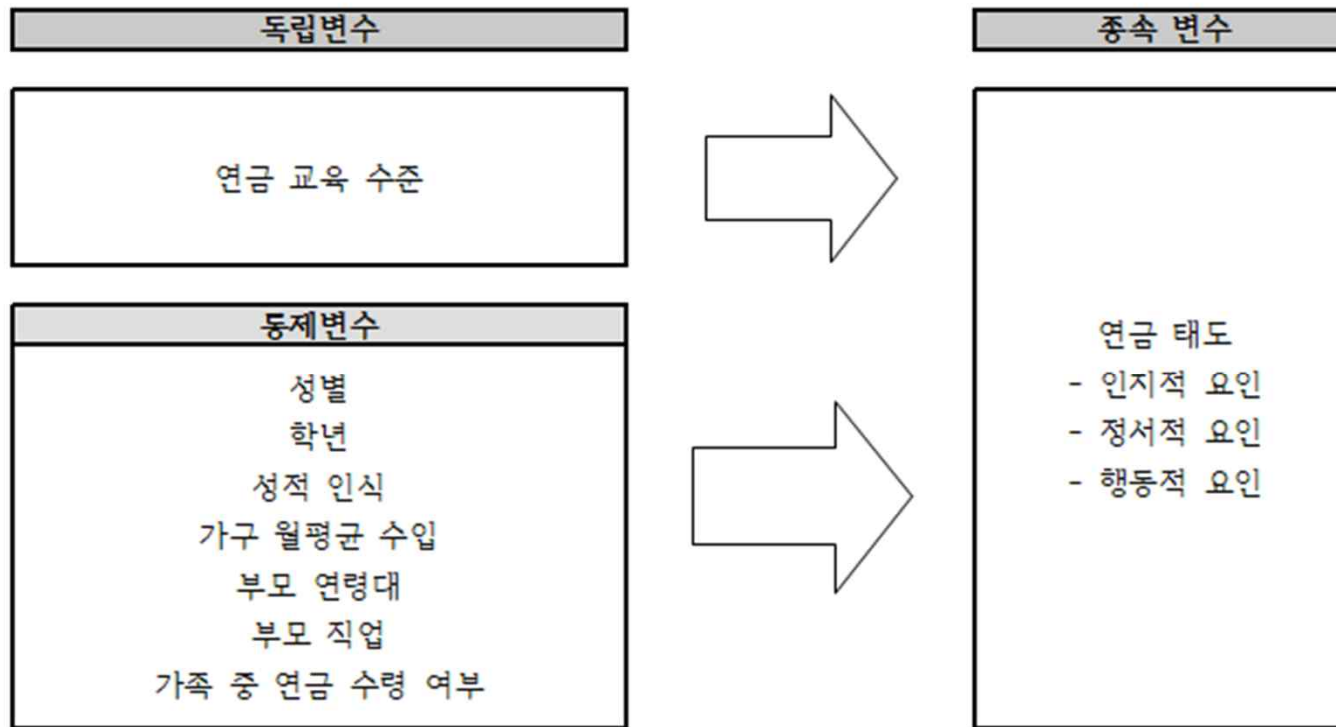 독립변수
종속 변수
연금 교육 수준
통제변수
성별
학년
성적 인식
가구 월평균 수입
부모 연령대
부모 직업
가족 중 연금 수령 여부
연금 태도
- 인지적 요인
- 정서적 요인
- 행동적 요인